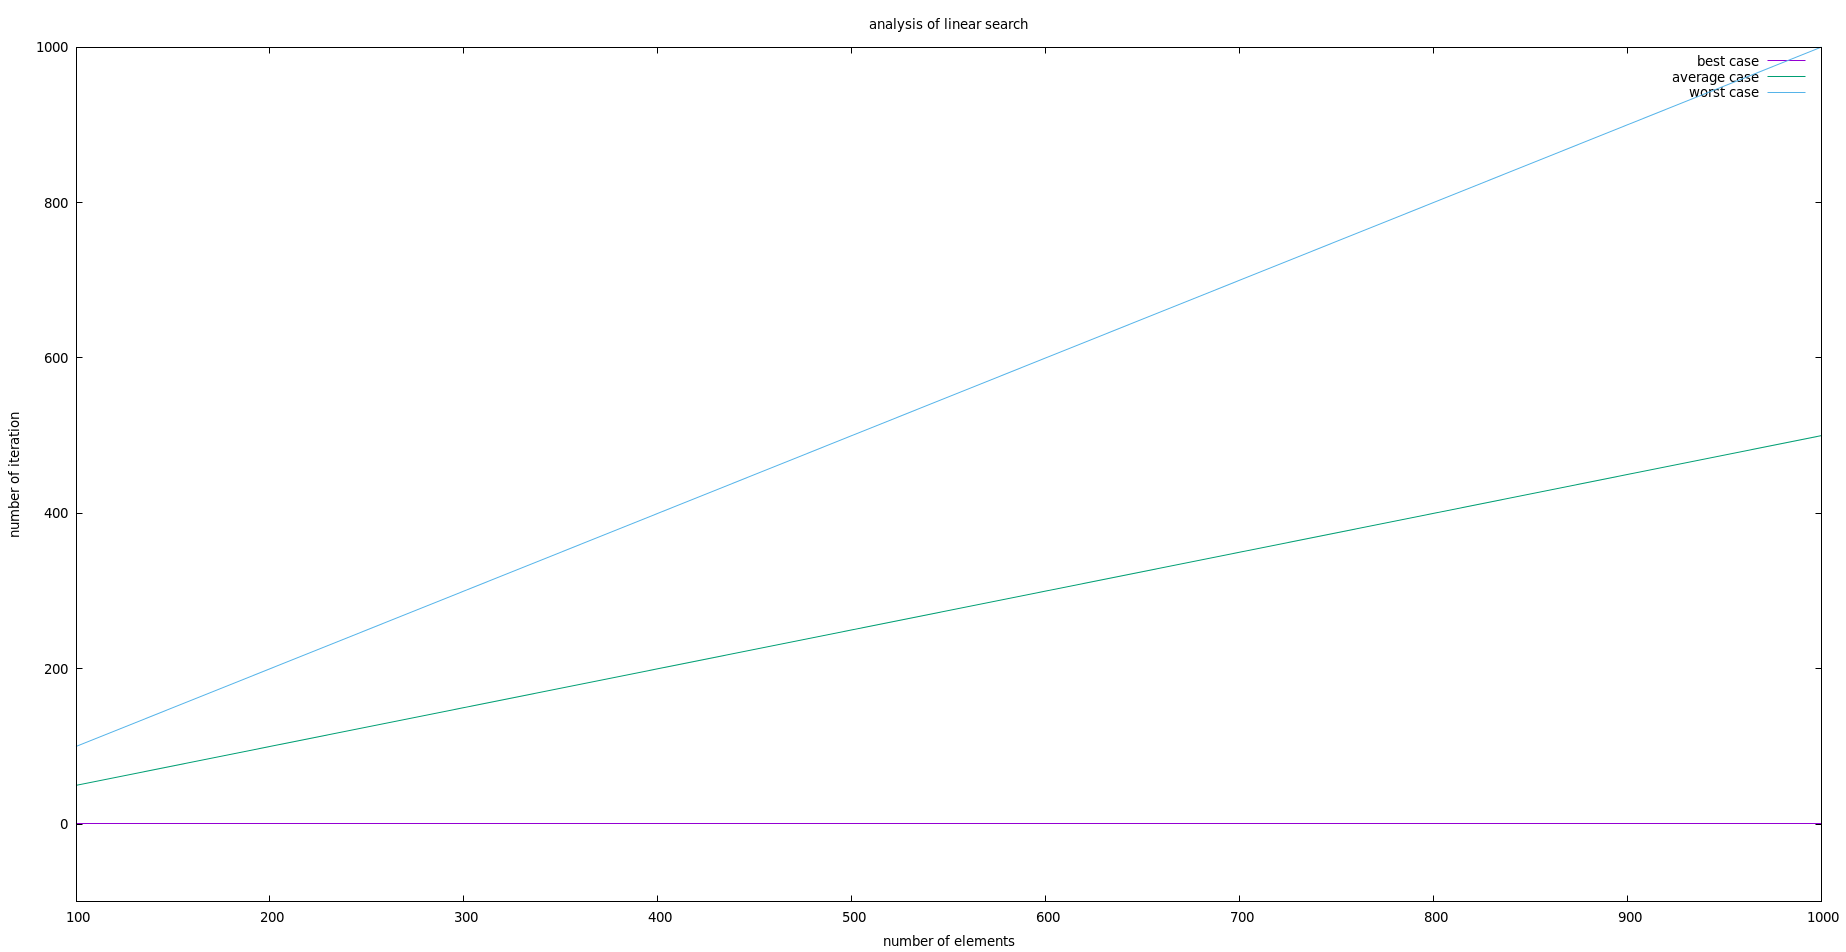 analysis of linear search
1000
best case
average case
worst case
800
600
number of iteration
400
200
0
100 200 300 400 500 600 700 800 900 1000
number of elements